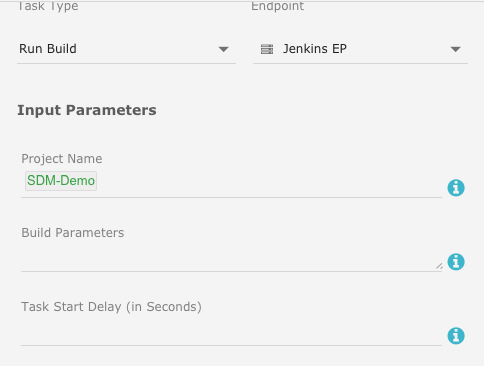 Task Type
Endpoint
Run Build
Jenkins EP
Input Parameters
Project Name
SDM-Demo
Build Parameters
Task Start Delay (in Seconds)